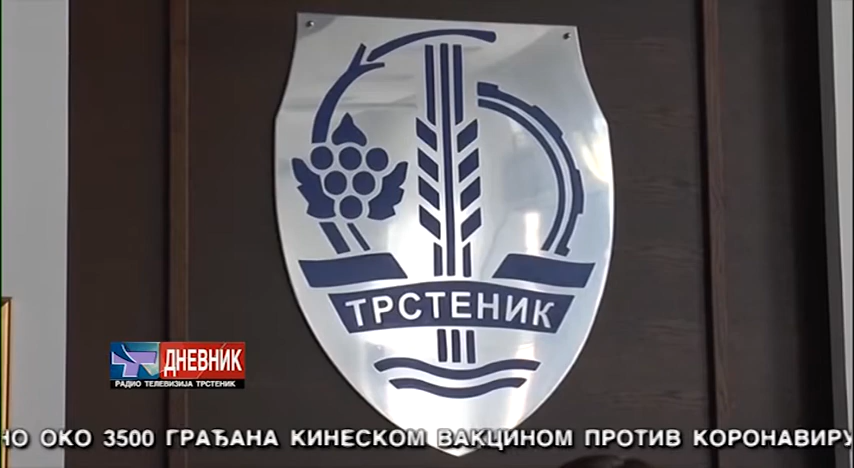 ТРСТЕНИК
ДНЕВНИК
РАДИО ТЕЛЕВИЗИЈА ТРСТЕНИК
ОКО 3500 ГРАЂАНА КИНЕСКОМ ВАКЦИНОМ ПРОТИВ